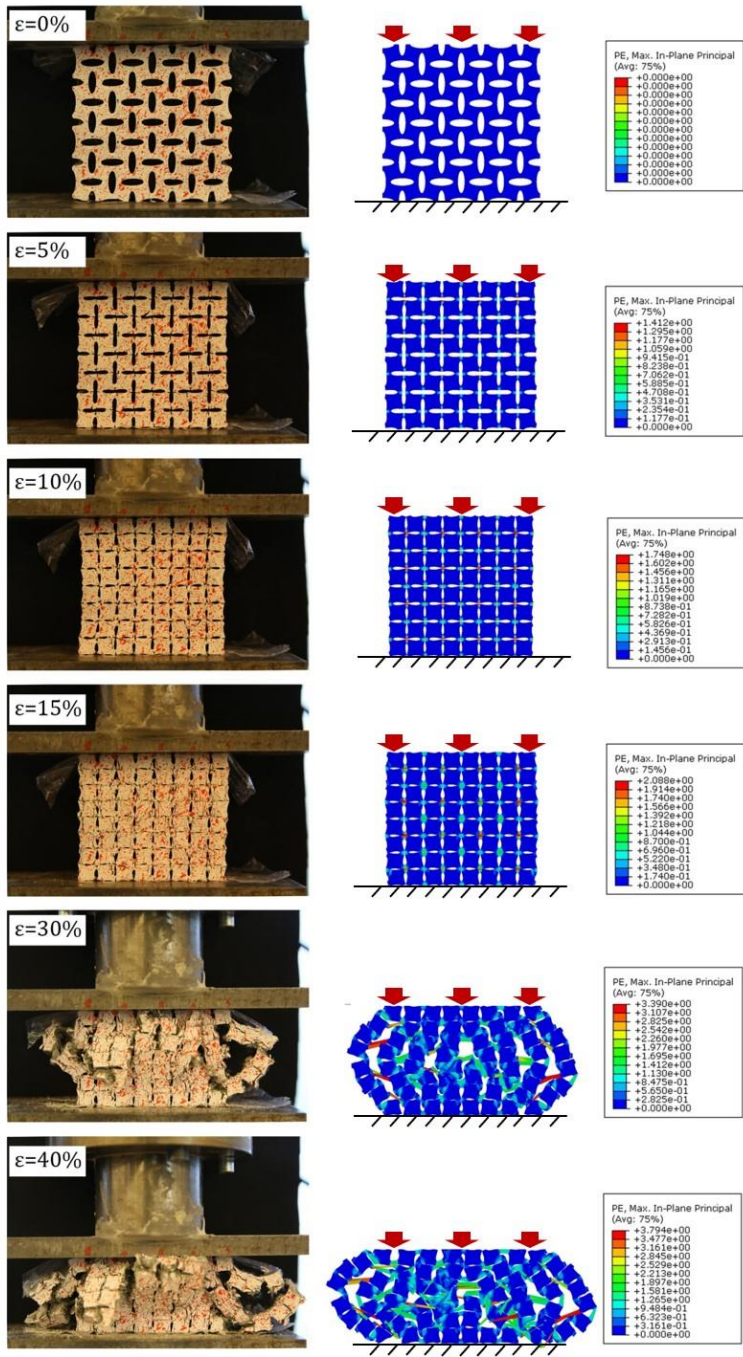 ε=0%
PE, Max. In-Plane Principal
(Avg: 75%)
+0.000e+00
+0.000e+00
+0.000e+00
+0.000e+00
+0.000e+00
+0.000e+00
+0.000e+00
+0.000e+00
+0.000e+00
+0.000e+00
+0.000e+00
+0.000e+00
+0.000e+00
ε=5%
PE, Max. In-Plane Principal
(Avg: 75%)
+1.412e+00
+1.295e+00
+1.177e+00
+1.059e+00
+9.415e-01
+8.238e-01
+7.062e-01
+5.885e-01
+4.708e-01
+3.531e-01
+2.354e-01
+1.177e-01
+0.000e+00
ε=10%
PE, Max. In-Plane Principal
(Avg: 75%)
+1.748e+00
+1.602e+00
+1.456e+00
+1.311e+00
+1.165e+00
+1.019e+00
+8.738e-01
+7.282e-01
+5.826e-01
+4.369e-01
+2.913e-01
+1.456e-01
+0.000e+00
ε=15%
PE, Max. In-Plane Principal
(Avg: 75%)
+2.088e+00
+1.914e+00
+1.740e+00
+1.566e+00
+1.392e+00
+1.218e+00
+1.044e+00
+8.700e-01
+6.960e-01
+5.220e-01
+3.480e-01
+1.740e-01
+0.000e+00
ε=30%
PE, Max. In-Plane Principal
(Avg: 75%)
+3.390e+00
+3.107e+00
+2.825e+00
+2.542e+00
+2.260e+00
+1.977e+00
+1.695e+00
+1.412e+00
+1.130e+00
+8.475e-01
+5.650e-01
+2.825e-01
+0.000e+00
ε=40%
PE, Max. In-Plane Principal
(Avg: 75%)
+3.794e+00
+3.477e+00
+3.161e+00
+2.845e+00
+2.529e+00
+2.213e+00
+1.897e+00
+1.581e+00
+1.265e+00
+9.484e-01
+6.323e-01
+3.161e-01
+0.000e+00